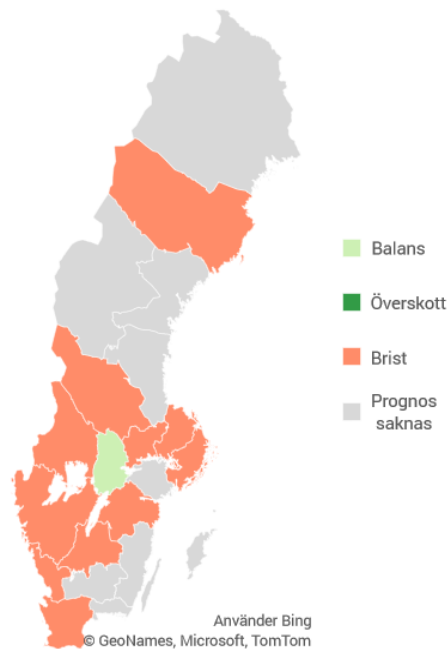 Balans
Överskott
Brist
Prognos
saknas
Använder Bing
© GeoNames, Microsoft, TomTom